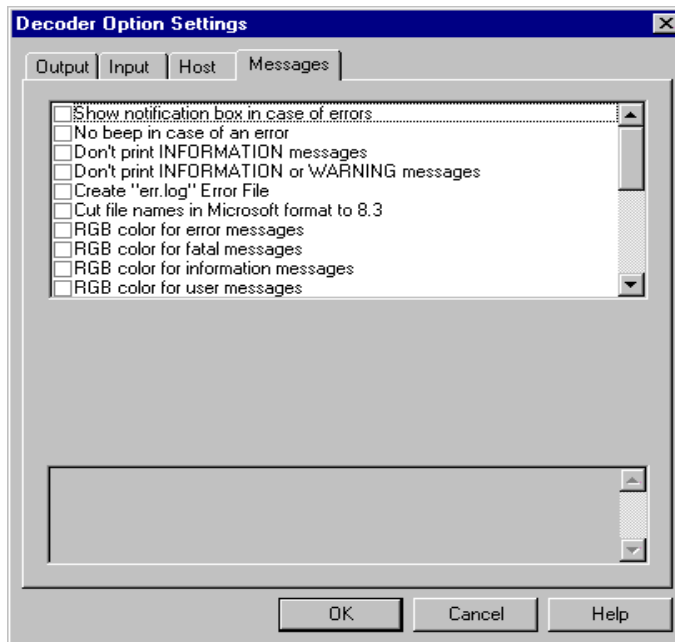 Decoder Option Settings
Output Input Host Messages
Show notification box in case of errors
No beep in case of an error
Don't print INFORMATION messages
Don't print INFORMATION or WARNING messages
Create "err.log" Error File
Cut file names in Microsoft format to 8.3
RGB color for error messages
RGB color for fatal messages
RGB color for information messages
RGB color for user messages
OK Cancel Help